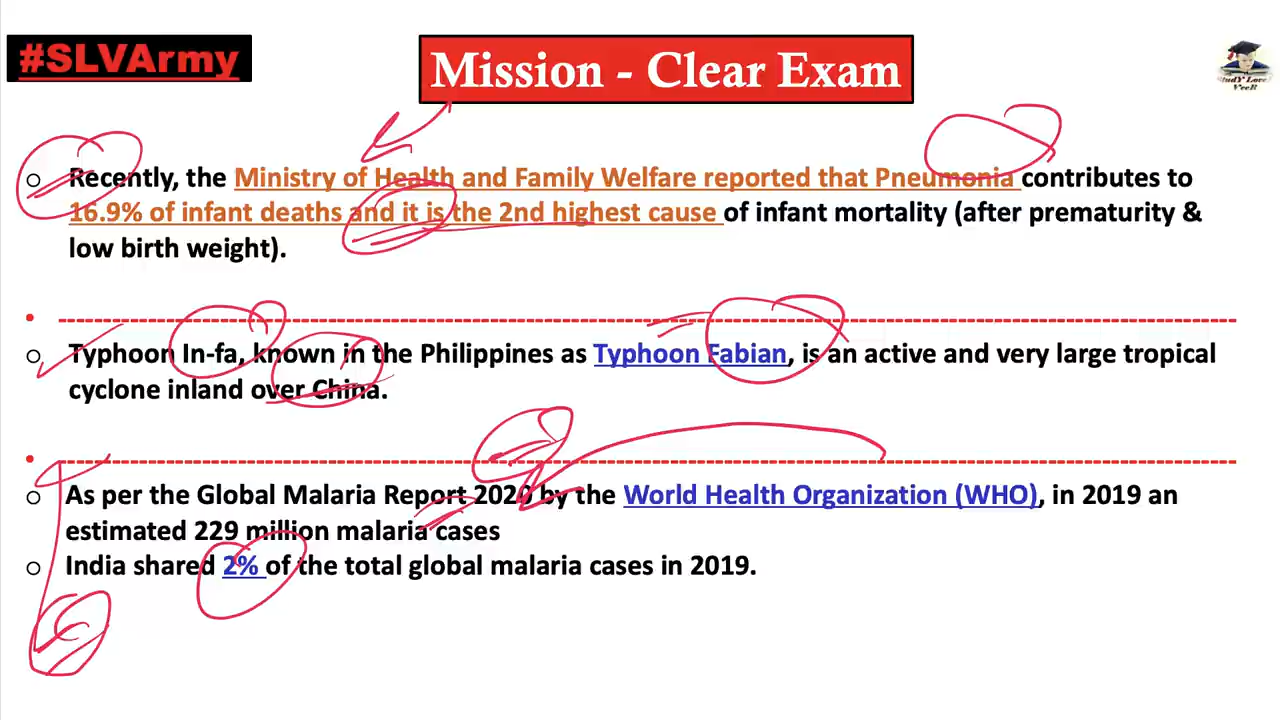 #SLVArmy
Mission - Clear Exam
StudY Love
VeeR
Recently, the Ministry of Health and Family Welfare reported that Pneumonia contributes to
16.9% of infant deaths and it is the 2nd highest cause of infant mortality (after prematurity &
low birth weight).
Typhoon In-fa, known in the Philippines as Typhoon Fabian, is an active and very large tropical
cyclone inland over China.
As per the Global Malaria Report 2020 by the World Health Organization (WHO), in 2019 an
estimated 229 million malaria cases
India shared 2% of the total global malaria cases in 2019.